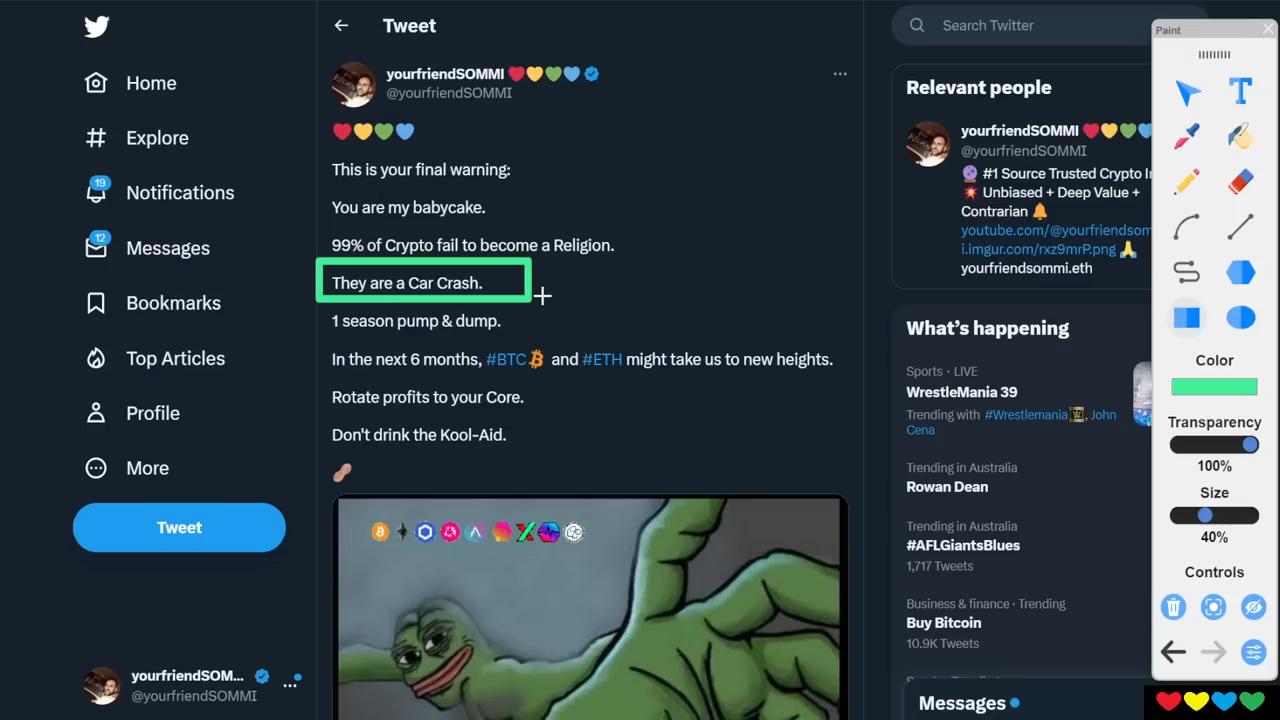 Home
Explore
19
Notifications
12
Messages
Bookmarks
Top Articles
Profile
More
Tweet
yourfriendSOMM...
@yourfriendSOMMI
Tweet
yourfriendSOMMI
@yourfriendSOMMI
This is your final warning:
You are my babycake.
99% of Crypto fail to become a Religion.
They are a Car Crash.
1 season pump & dump.
In the next 6 months, #BTC and #ETH might take us to new heights.
Rotate profits to your Core.
Don't drink the Kool-Aid.
Search Twitter
Relevant people
yourfriendSOMMI
@yourfriendSOMMI
#1 Source Trusted Crypto
Unbiased + Deep Value +
Contrarian
youtube.com/@yourfriendsom
i.imgur.com/rxz9mrP.png
yourfriendsommi.eth
What's happening
Sports · LIVE
WrestleMania 39
Trending with #Wrestlemania, John
Cena
Trending in Australia
Rowan Dean
Trending in Australia
#AFLGiantsBlues
1,717 Tweets
Business & finance · Trending
Buy Bitcoin
10.9K Tweets
Messages
Paint
T
Color
Transparency
100%
Size
40%
Controls